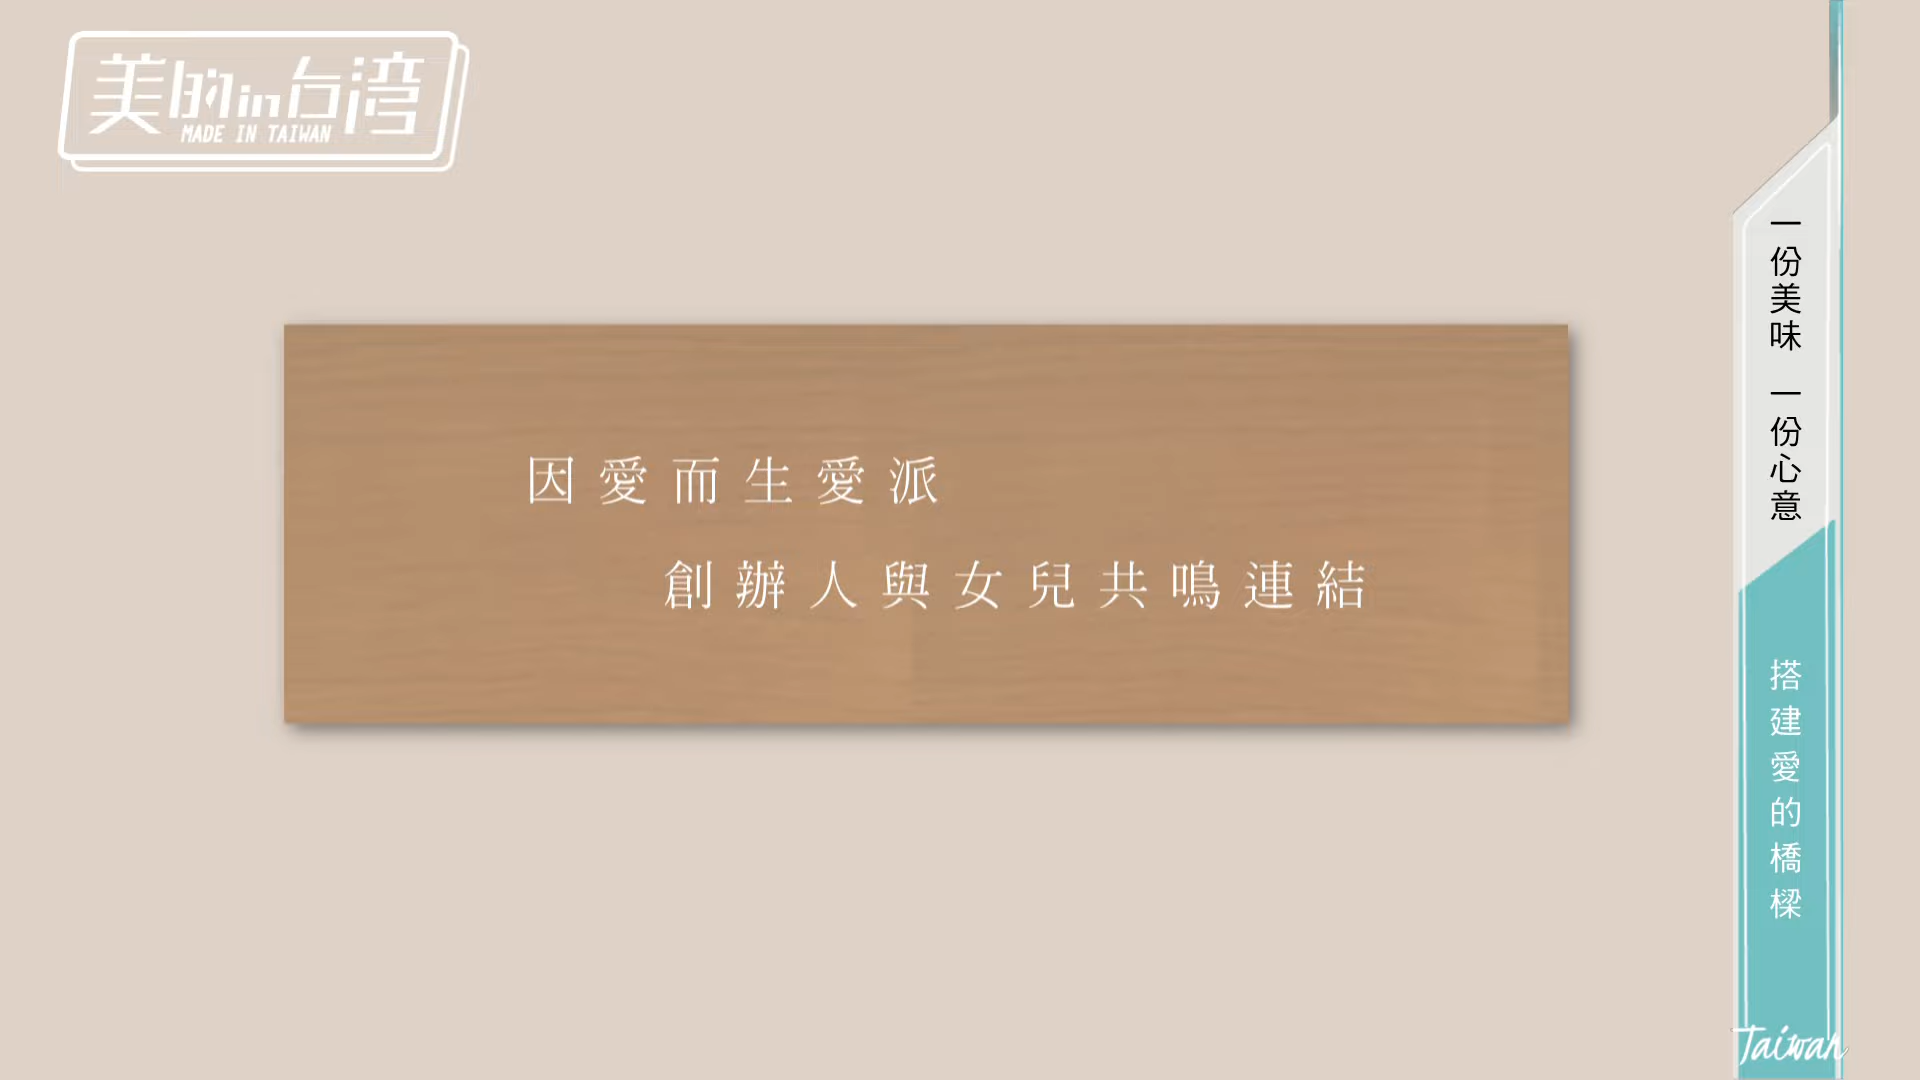 美的in台湾
MADE IN TAIWAN
因愛而生愛派
創辦人與女兒共鳴連結
一份美味 一份心意
搭建愛的橋樑
Taiwan